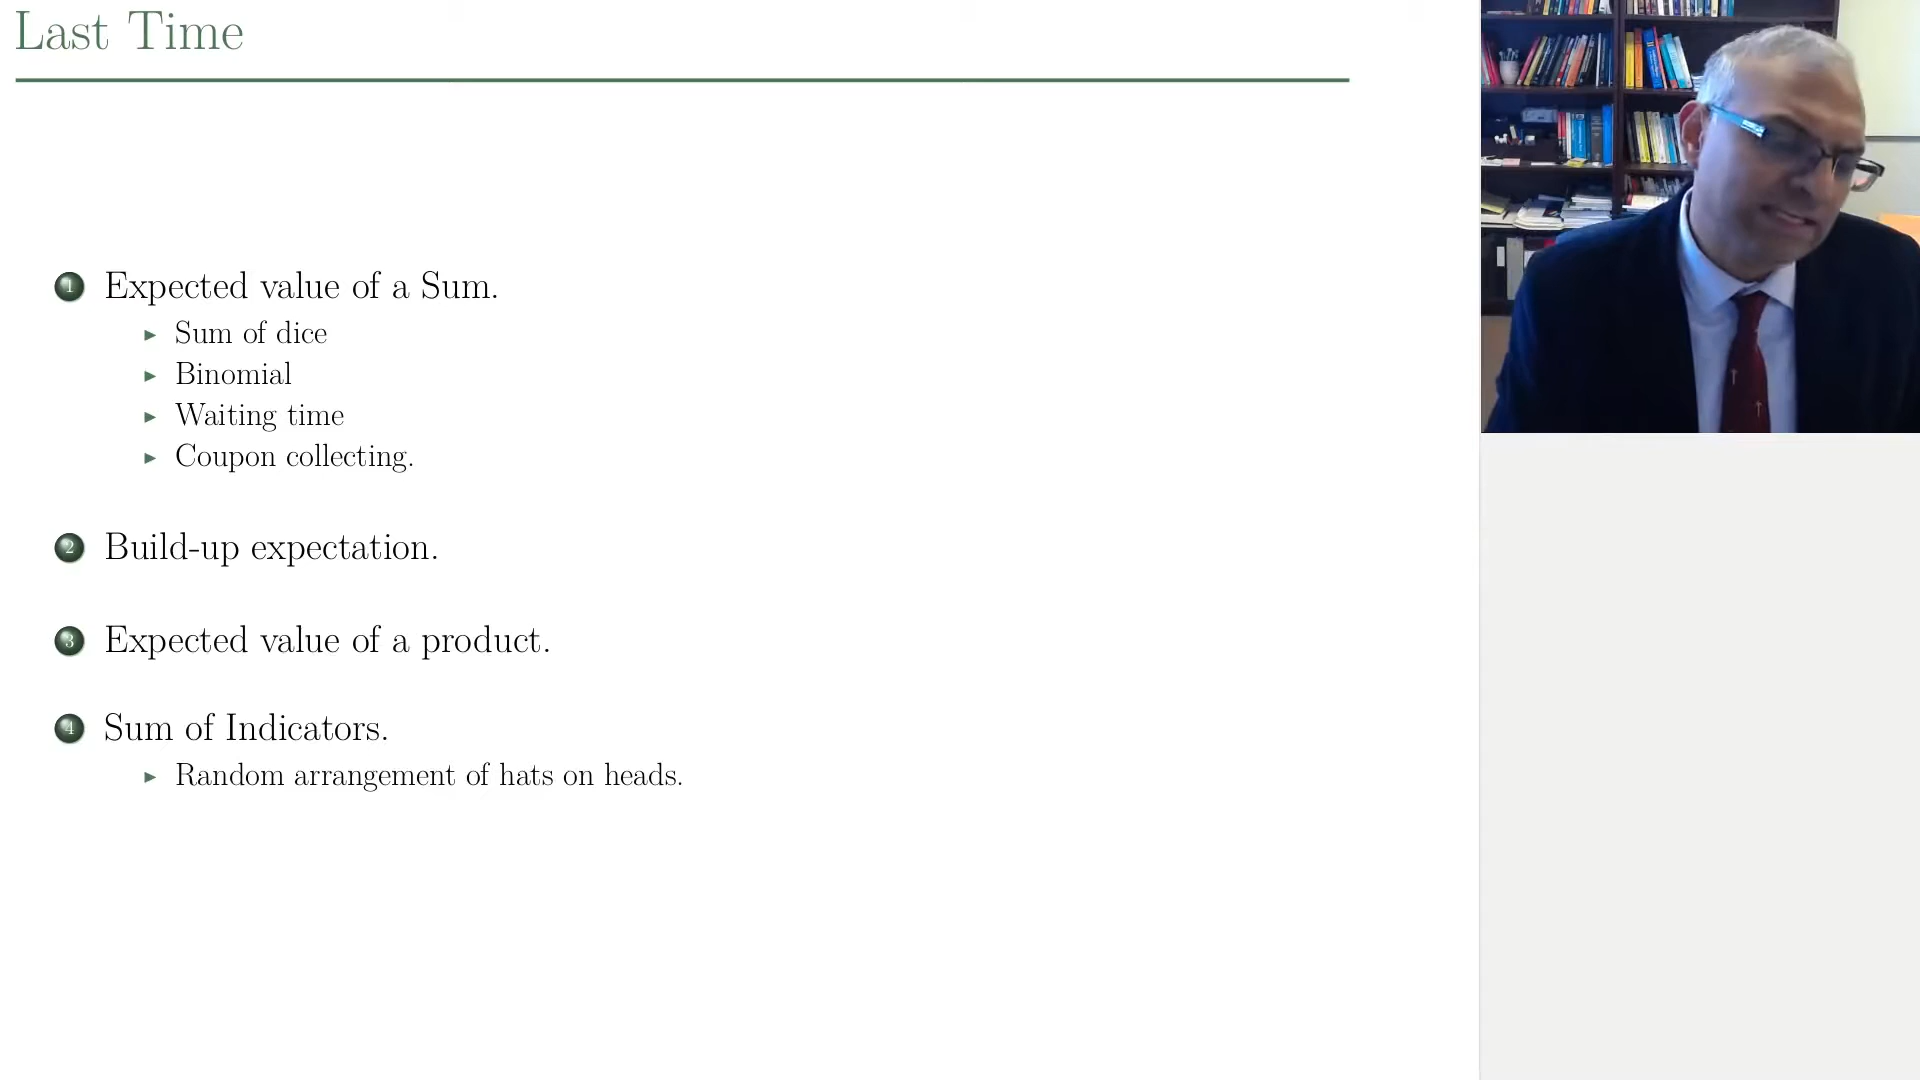 Last Time
1 Expected value of a Sum.
▶ Sum of dice
▶ Binomial
▶ Waiting time
▶ Coupon collecting.
2 Build-up expectation.
3 Expected value of a product.
4 Sum of Indicators.
▶ Random arrangement of hats on heads.